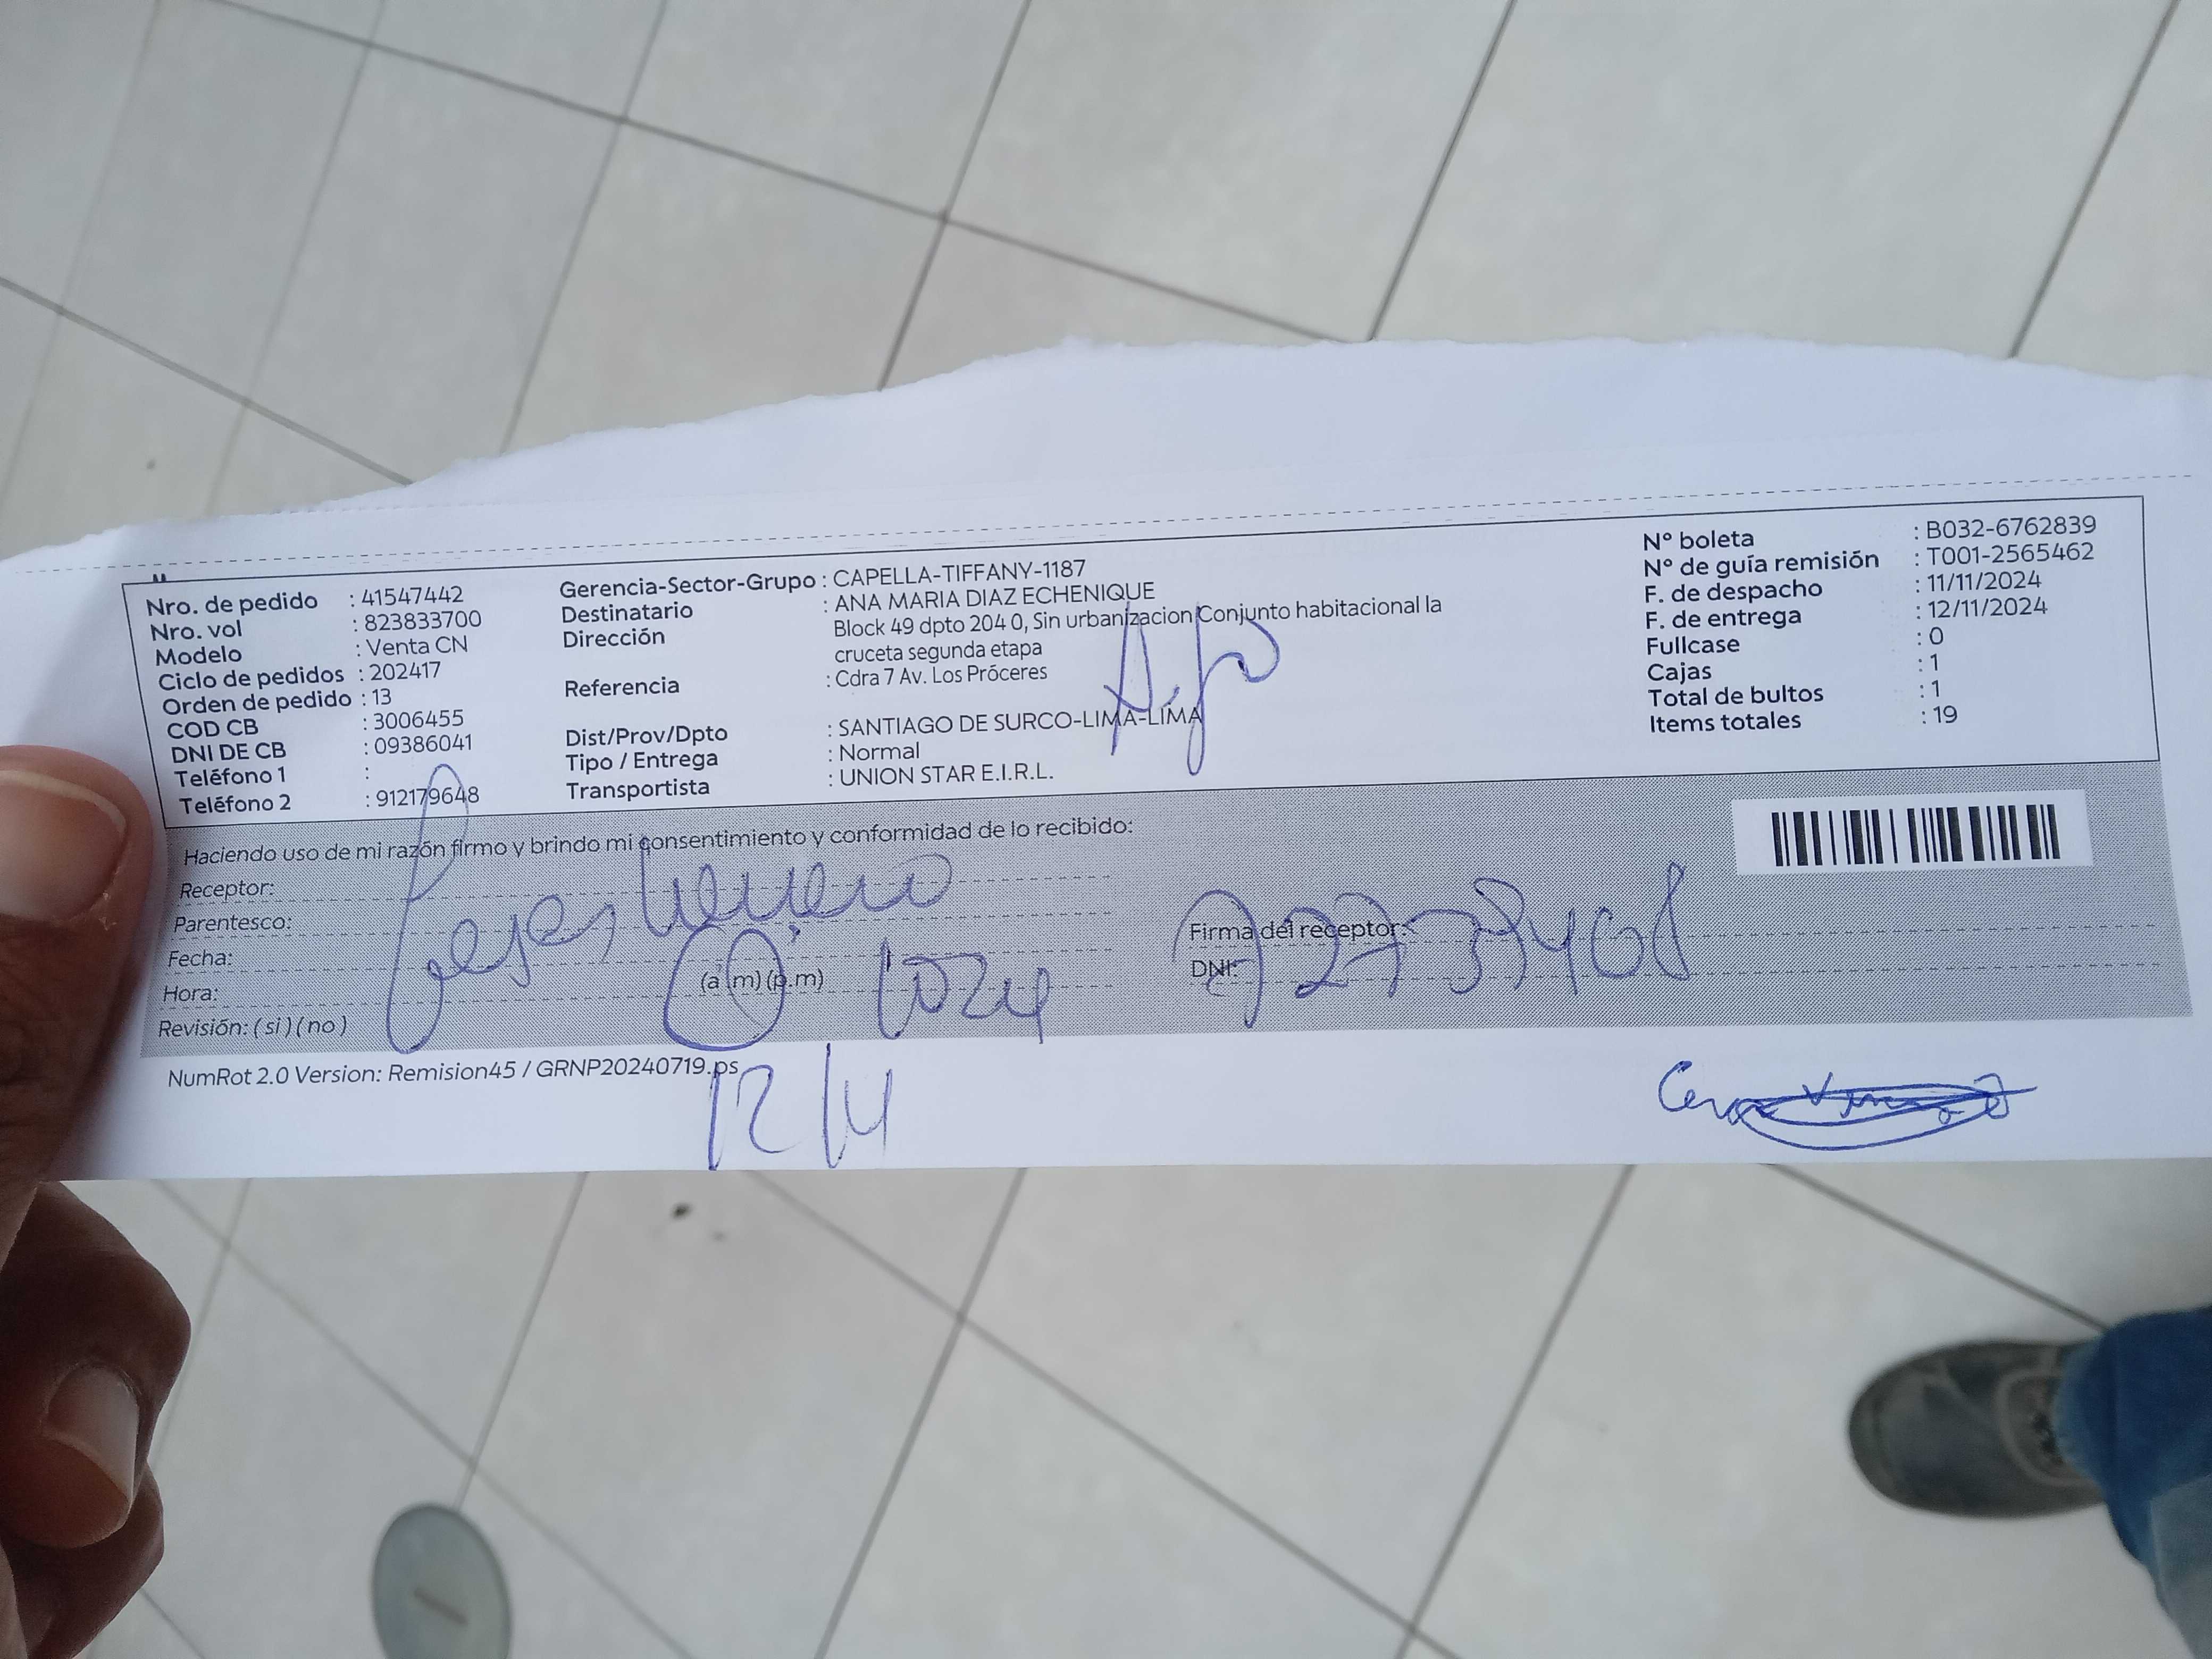 Nro. de pedido : 41547442
Nro. vol : 823833700
Modelo : Venta CN
Ciclo de pedidos : 202417
Orden de pedido : 13
COD CB : 3006455
DNI DE CB : 09386041
Teléfono 1 :
Teléfono 2 : 912179648
Gerencia-Sector-Grupo : CAPELLA-TIFFANY-1187
Destinatario : ANA MARIA DIAZ ECHENIQUE
Dirección : Block 49 dpto 204 0, Sin urbanizacion Conjunto habitacional la
cruceta segunda etapa
Referencia : Cdra 7 Av. Los Próceres
Dist/Prov/Dpto : SANTIAGO DE SURCO-LIMA-LIMA
Tipo / Entrega : Normal
Transportista : UNION STAR E.I.R.L.
N° boleta : B032-6762839
N° de guía remisión : T001-2565462
F. de despacho : 11/11/2024
F. de entrega : 12/11/2024
Fullcase : 0
Cajas : 1
Total de bultos : 1
Items totales : 19
Haciendo uso de mi razón firmo y brindo mi consentimiento y conformidad de lo recibido:
Receptor:
Parentesco:
Fecha:
Hora: (a.m) (p.m)
Revisión: ( si ) ( no )
Firma del receptor:
DNI:
NumRot 2.0 Version: Remision45 / GRNP20240719.ps